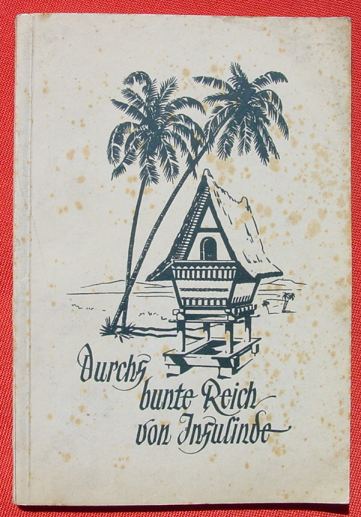 Durchs
bunte Reich
von Insulinde